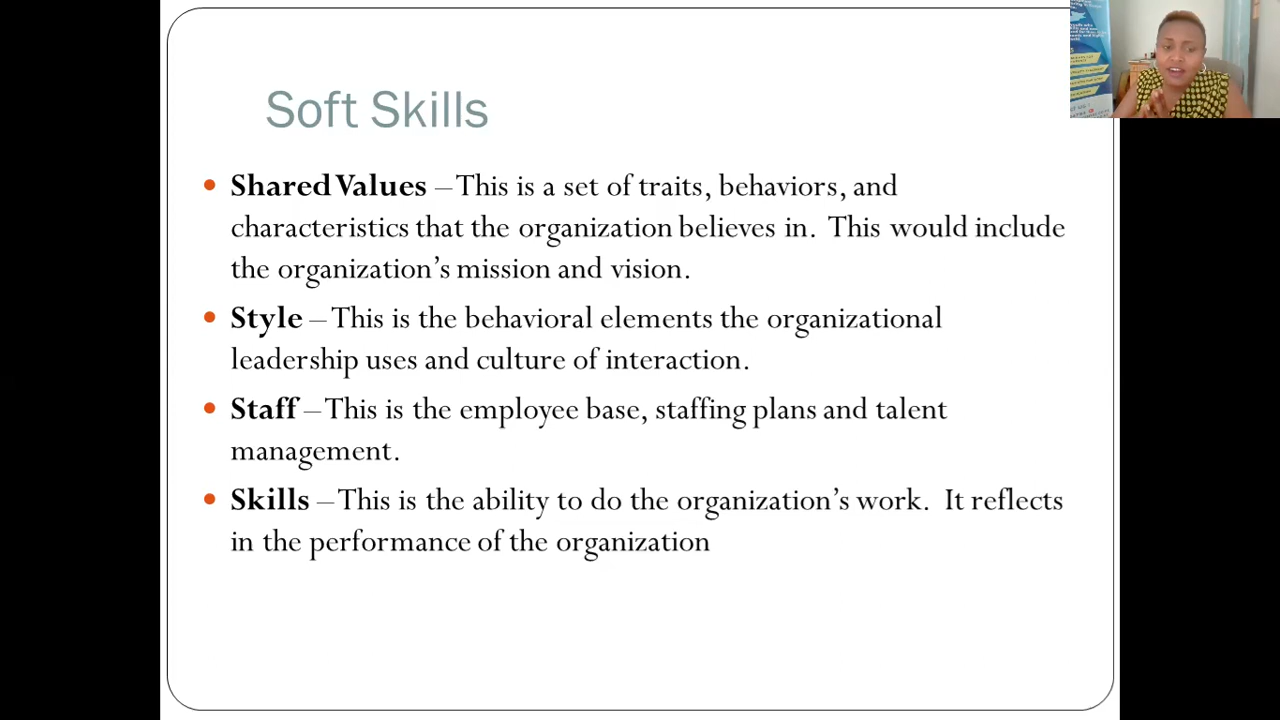 Soft Skills
• Shared Values – This is a set of traits, behaviors, and
characteristics that the organization believes in. This would include
the organization’s mission and vision.
• Style – This is the behavioral elements the organizational
leadership uses and culture of interaction.
• Staff – This is the employee base, staffing plans and talent
management.
• Skills – This is the ability to do the organization’s work. It reflects
in the performance of the organization